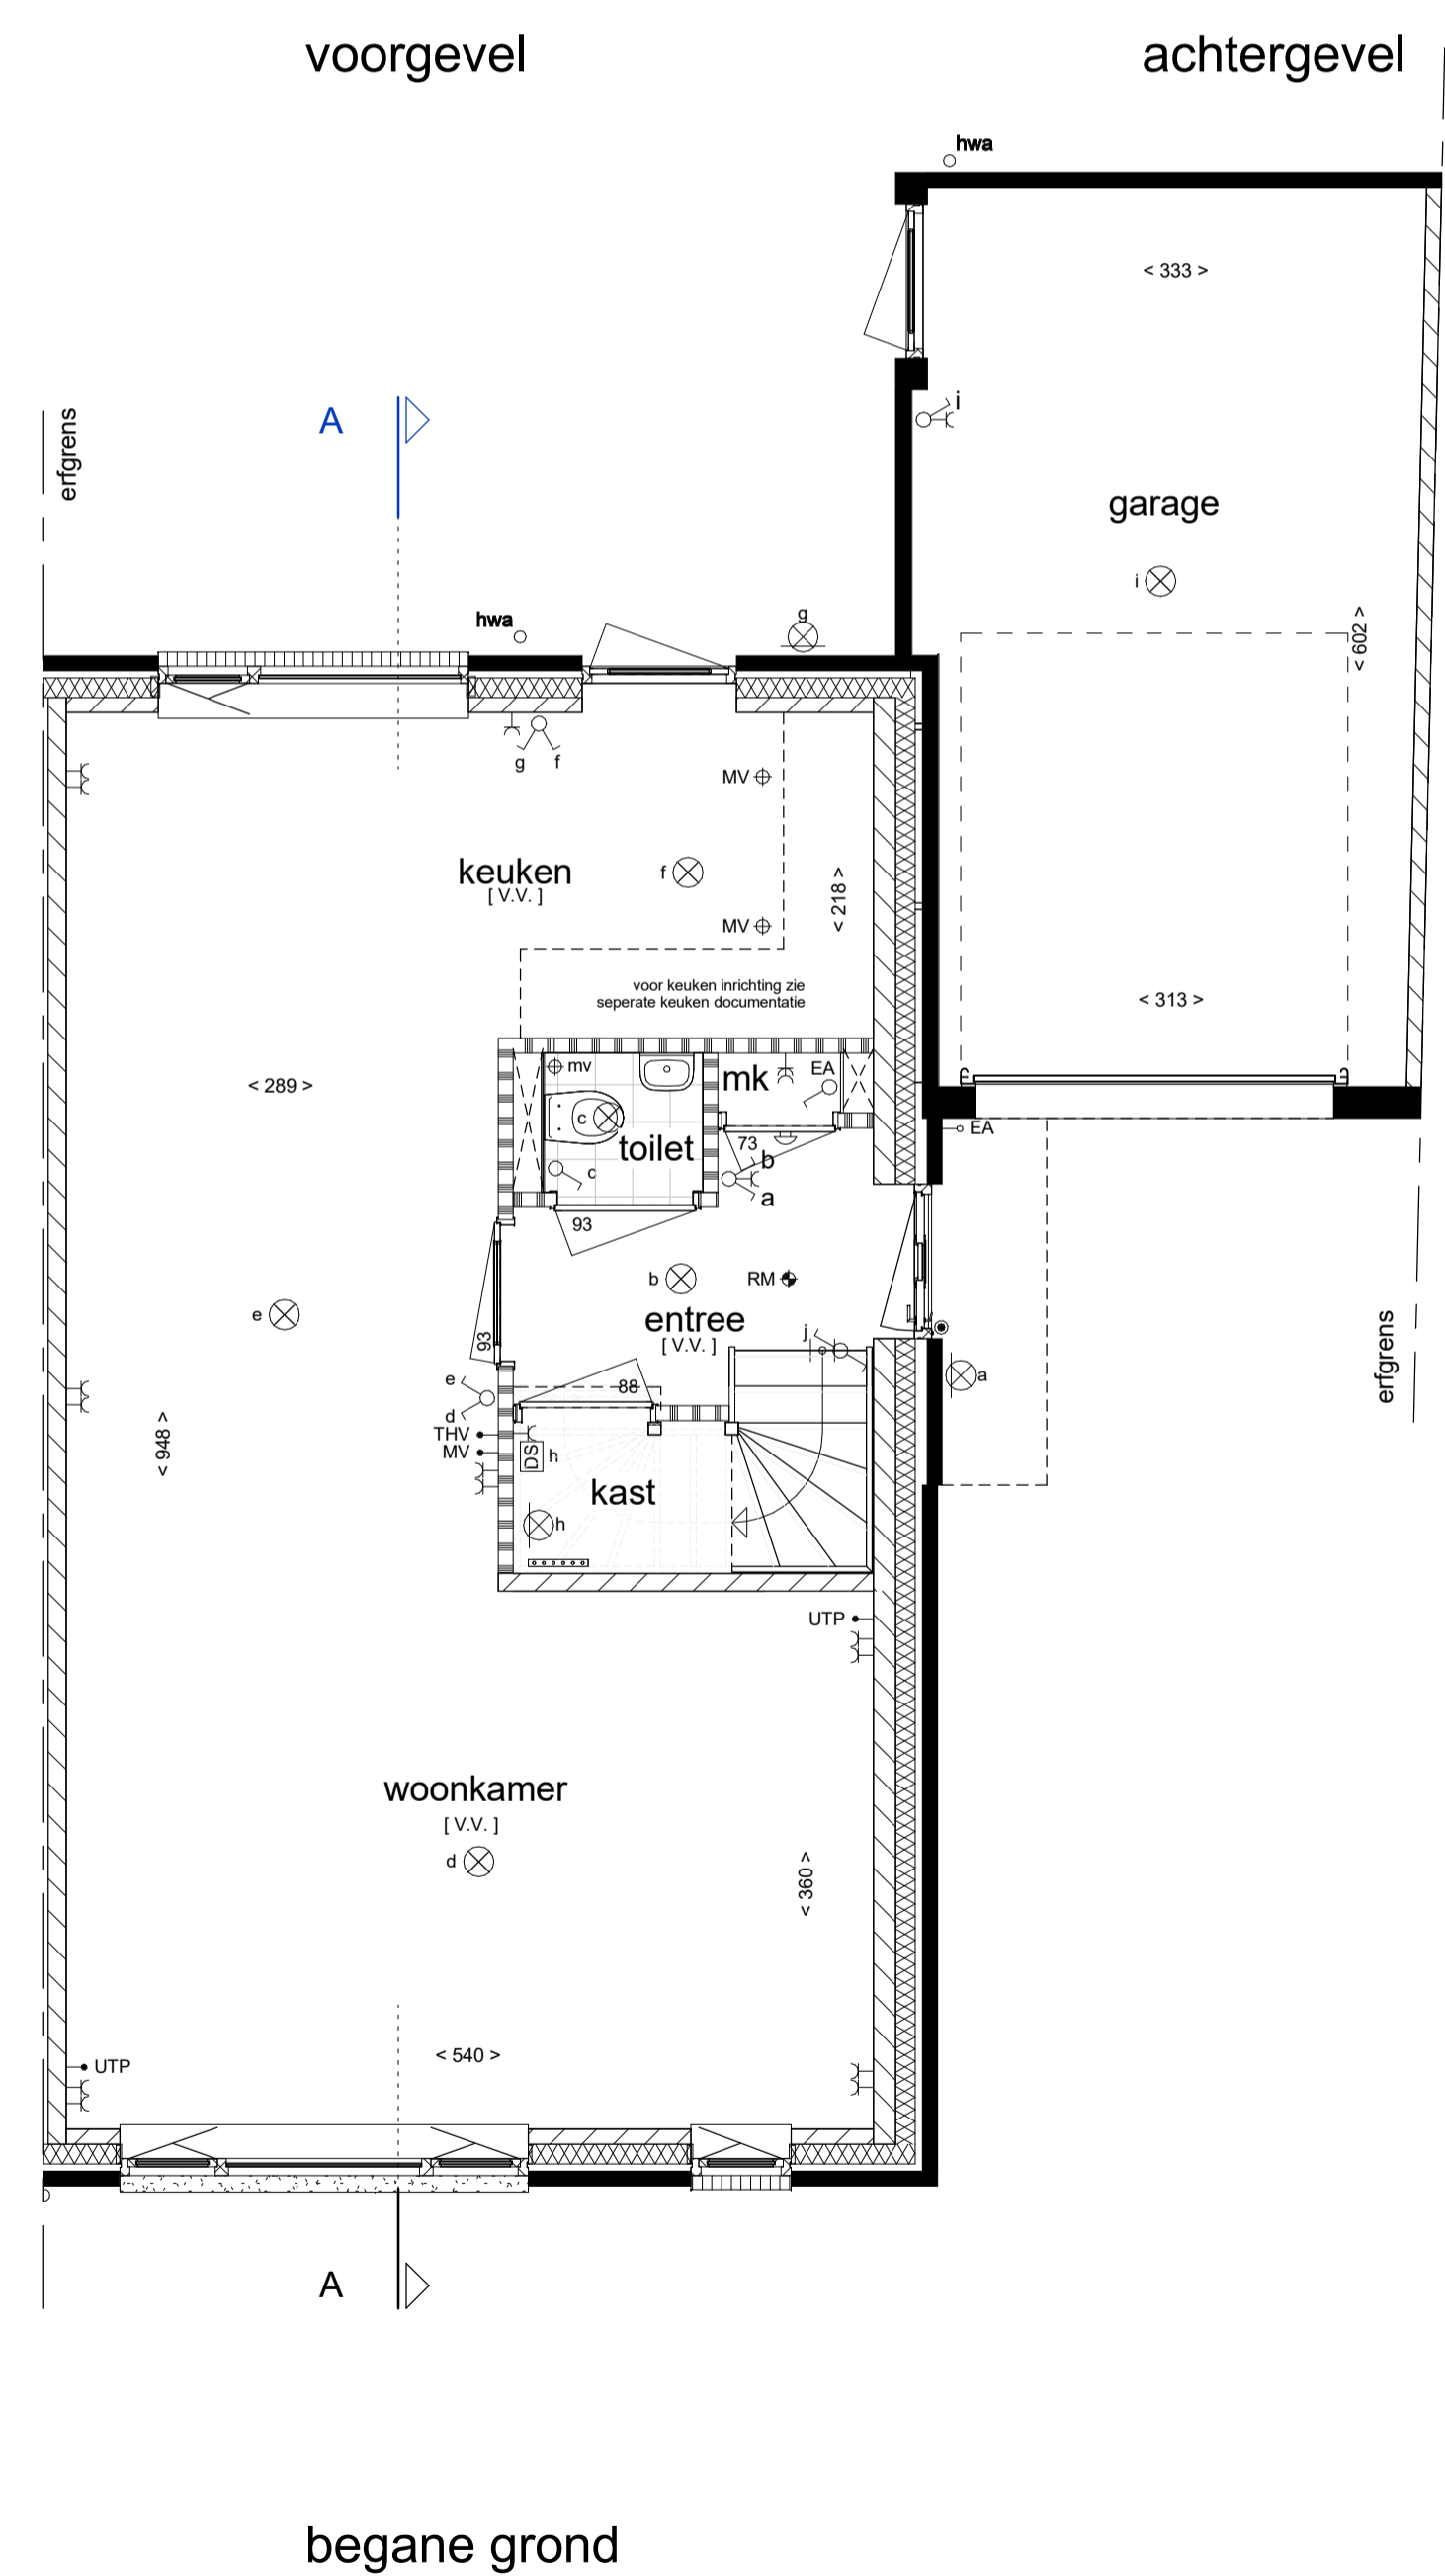 voorgevel
achtergevel
hwa
< 333 >
A
erfgrens
i
garage
i
hwa
g
< 602 >
g
f
MV
keuken
f
[ V.V. ]
< 218 >
MV
voor keuken inrichting zie
seperate keuken documentatie
< 313 >
mv
mk
EA
< 289 >
c
toilet
73
EA
b
c
a
93
b
RM
e
entree
[ V.V. ]
j
93
erfgrens
e
88
a
d
THV
MV
DS
h
< 948 >
kast
h
UTP
woonkamer
[ V.V. ]
d
< 360 >
< 540 >
UTP
A
begane grond